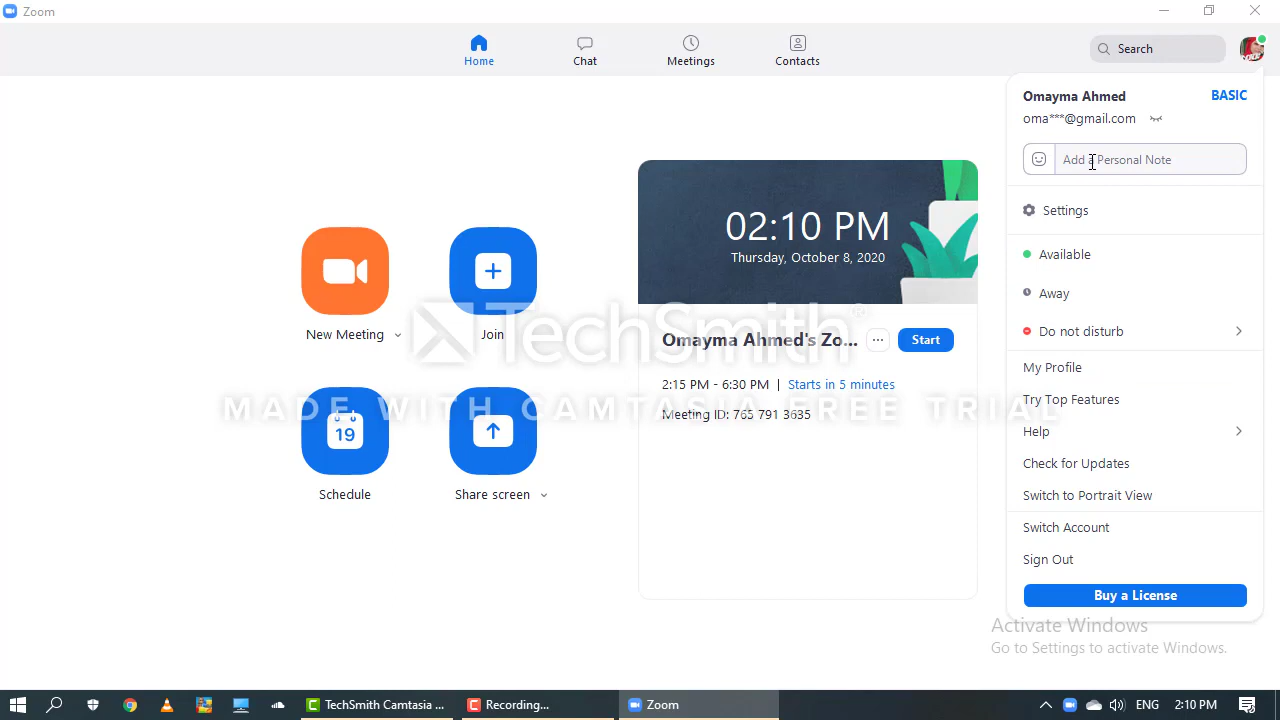 Zoom
Home
Chat
Meetings
Contacts
Search
Omayma Ahmed
BASIC
oma***@gmail.com
Add a Personal Note
Settings
Available
Away
Do not disturb
My Profile
Try Top Features
Help
Check for Updates
Switch to Portrait View
Switch Account
Sign Out
Buy a License
New Meeting
Join
19
Schedule
Share screen
02:10 PM
Thursday, October 8, 2020
Omayma Ahmed's Zo...
Start
2:15 PM - 6:30 PM | Starts in 5 minutes
Meeting ID: 765 791 3635
TechSmith
MADE WITH CAMTASIA FREE TRIAL
Activate Windows
Go to Settings to activate Windows.
TechSmith Camtasia ...
Recording...
Zoom
ENG
2:10 PM